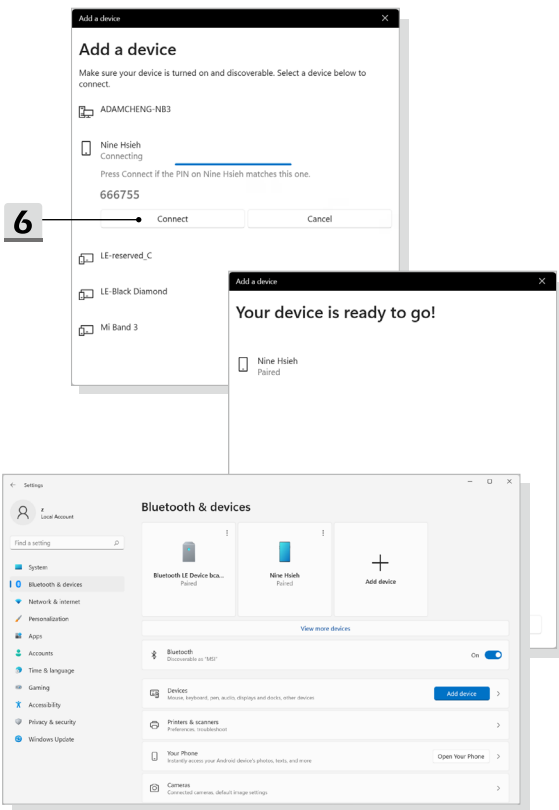 Add a device
Add a device
Make sure your device is turned on and discoverable. Select a device below to
connect.
ADAMCHENG-NB3
Nine Hsieh
Connecting
Press Connect if the PIN on Nine Hsieh matches this one.
666755
6
Connect
Cancel
LE-reserved_C
LE-Black Diamond
Mi Band 3
Add a device
Your device is ready to go!
Nine Hsieh
Paired
Settings
Local Account
Find a setting
System
Bluetooth & devices
Network & internet
Personalization
Apps
Accounts
Time & language
Gaming
Accessibility
Privacy & security
Windows Update
Bluetooth & devices
Bluetooth LE Device bca...
Paired
Nine Hsieh
Paired
Add device
View more devices
Bluetooth
Discoverable as "MSI"
On
Devices
Mouse, keyboard, pen, audio, displays and docks, other devices
Add device
Printers & scanners
Preferences, troubleshoot
Your Phone
Instantly access your Android device's photos, texts, and more
Open Your Phone
Cameras
Connected cameras, default image settings